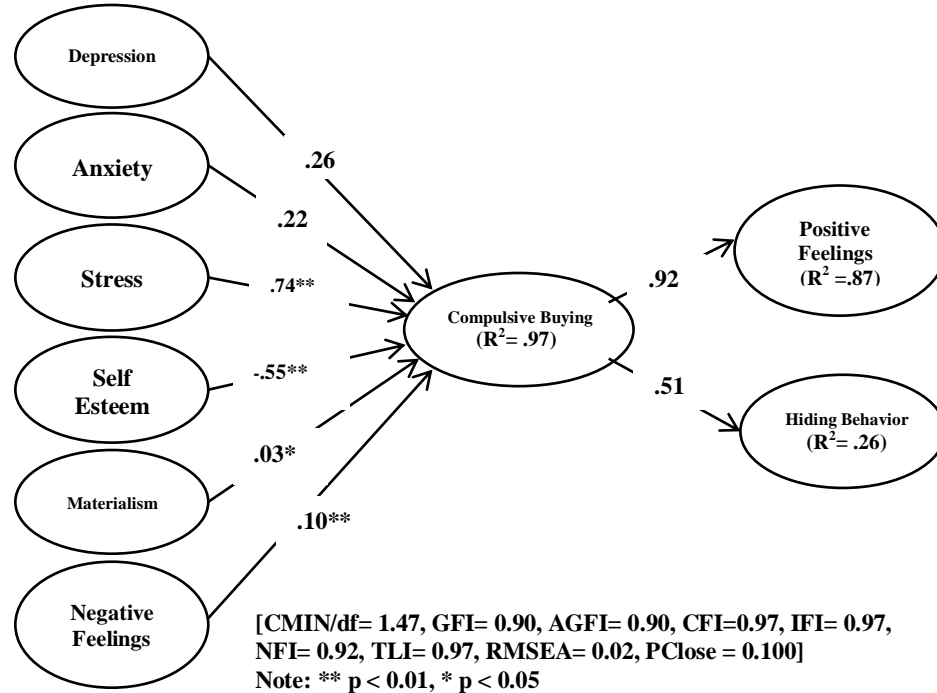 Depression
.26
Anxiety
.22
Stress
.74**
Self
Esteem
-.55**
Materialism
.03*
Negative
Feelings
.10**
Compulsive Buying
(R²= .97)
.92
Positive
Feelings
(R² =.87)
.51
Hiding Behavior
(R²= .26)
[CMIN/df= 1.47, GFI= 0.90, AGFI= 0.90, CFI=0.97, IFI= 0.97,
NFI= 0.92, TLI= 0.97, RMSEA= 0.02, PClose = 0.100]
Note: ** p < 0.01, * p < 0.05